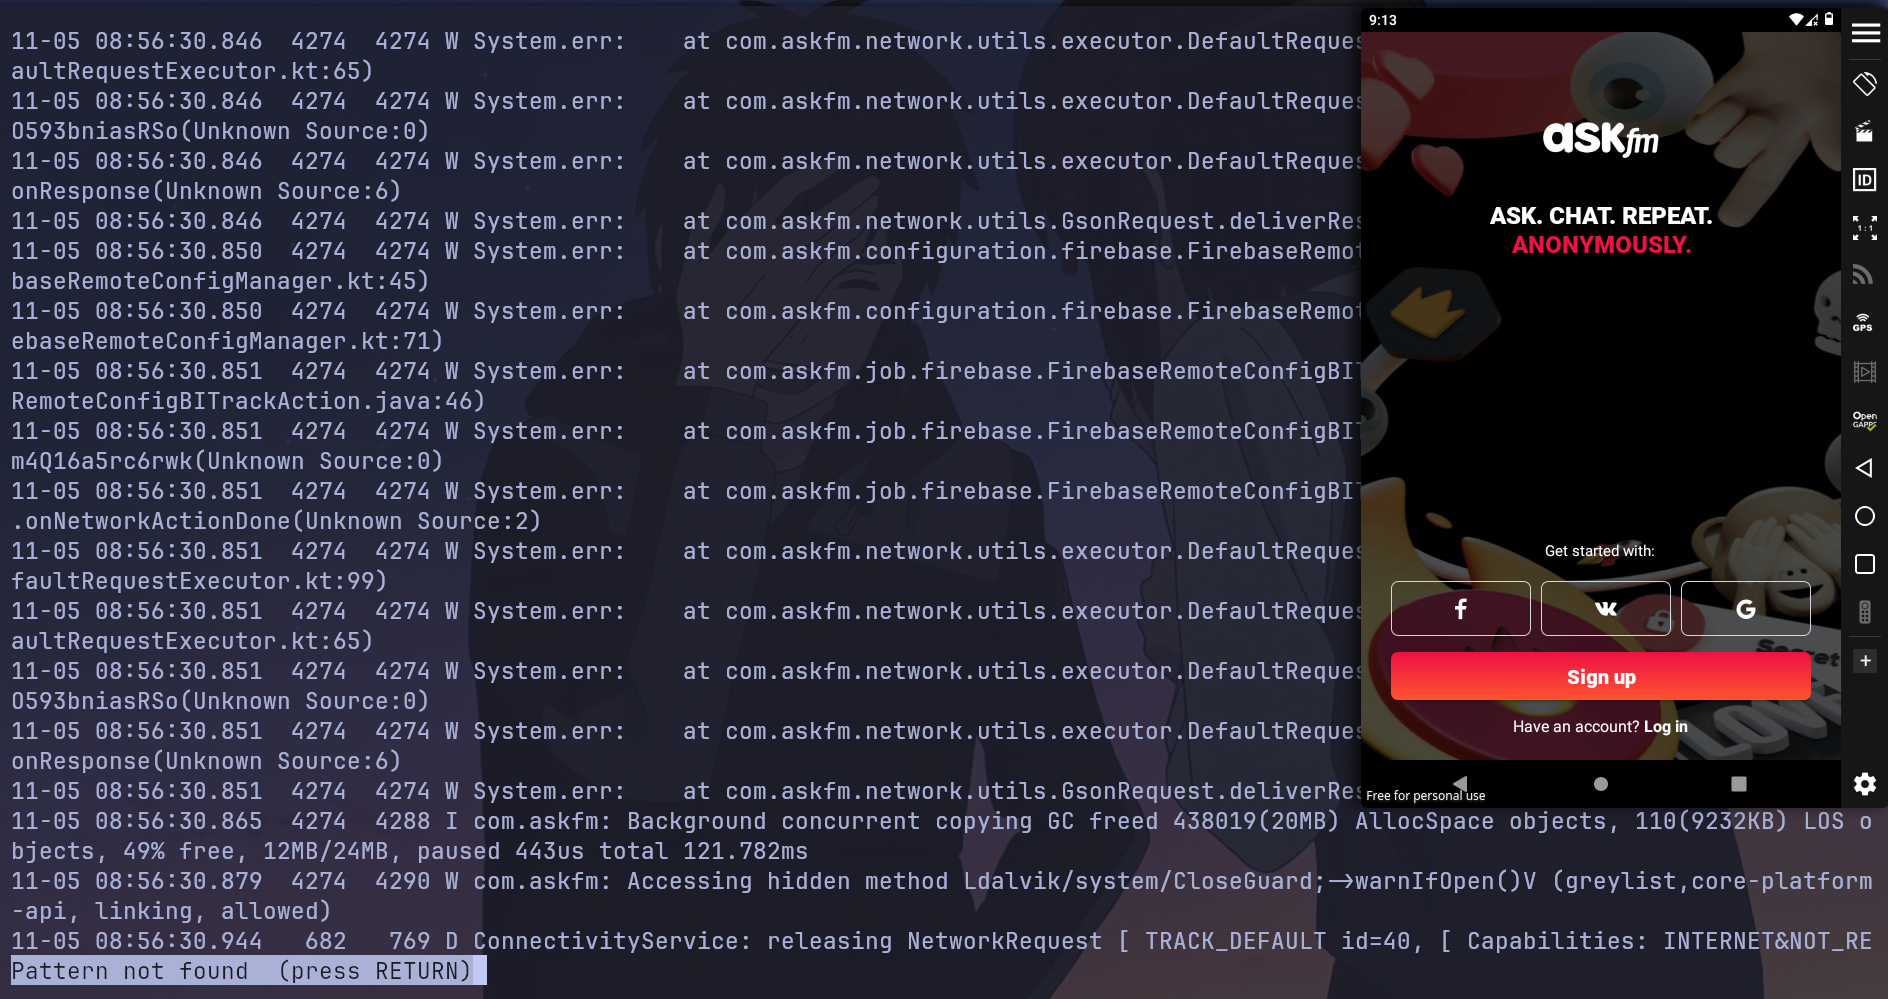 11-05 08:56:30.846  4274  4274 W System.err:    at com.askfm.network.utils.executor.DefaultReques
aultRequestExecutor.kt:65)
11-05 08:56:30.846  4274  4274 W System.err:    at com.askfm.network.utils.executor.DefaultReques
O593bniasRSo(Unknown Source:0)
11-05 08:56:30.846  4274  4274 W System.err:    at com.askfm.network.utils.executor.DefaultReques
onResponse(Unknown Source:6)
11-05 08:56:30.846  4274  4274 W System.err:    at com.askfm.network.utils.GsonRequest.deliverRes
11-05 08:56:30.850  4274  4274 W System.err:    at com.askfm.configuration.firebase.FirebaseRemot
baseRemoteConfigManager.kt:45)
11-05 08:56:30.850  4274  4274 W System.err:    at com.askfm.configuration.firebase.FirebaseRemot
ebaseRemoteConfigManager.kt:71)
11-05 08:56:30.851  4274  4274 W System.err:    at com.askfm.job.firebase.FirebaseRemoteConfigBIT
RemoteConfigBITrackAction.java:46)
11-05 08:56:30.851  4274  4274 W System.err:    at com.askfm.job.firebase.FirebaseRemoteConfigBIT
m4Q16a5rc6rwk(Unknown Source:0)
11-05 08:56:30.851  4274  4274 W System.err:    at com.askfm.job.firebase.FirebaseRemoteConfigBIT
.onNetworkActionDone(Unknown Source:2)
11-05 08:56:30.851  4274  4274 W System.err:    at com.askfm.network.utils.executor.DefaultReques
faultRequestExecutor.kt:99)
11-05 08:56:30.851  4274  4274 W System.err:    at com.askfm.network.utils.executor.DefaultReques
aultRequestExecutor.kt:65)
11-05 08:56:30.851  4274  4274 W System.err:    at com.askfm.network.utils.executor.DefaultReques
O593bniasRSo(Unknown Source:0)
11-05 08:56:30.851  4274  4274 W System.err:    at com.askfm.network.utils.executor.DefaultReques
onResponse(Unknown Source:6)
11-05 08:56:30.851  4274  4274 W System.err:    at com.askfm.network.utils.GsonRequest.deliverRes
11-05 08:56:30.865  4274  4288 I com.askfm: Background concurrent copying GC freed 438019(20MB) AllocSpace objects, 110(9232KB) LOS o
bjects, 49% free, 12MB/24MB, paused 443us total 121.782ms
11-05 08:56:30.879  4274  4290 W com.askfm: Accessing hidden method Ldalvik/system/CloseGuard;->warnIfOpen()V (greylist,core-platform
-api, linking, allowed)
11-05 08:56:30.944   682   769 D ConnectivityService: releasing NetworkRequest [ TRACK_DEFAULT id=40, [ Capabilities: INTERNET&NOT_RE
Pattern not found  (press RETURN)
9:13
ASKfm
ASK. CHAT. REPEAT.
ANONYMOUSLY.
Get started with:
Secret
Sign up
Have an account? Log in
LOVE
Free for personal use
ID
1:1
GPS
Open
GAPPS